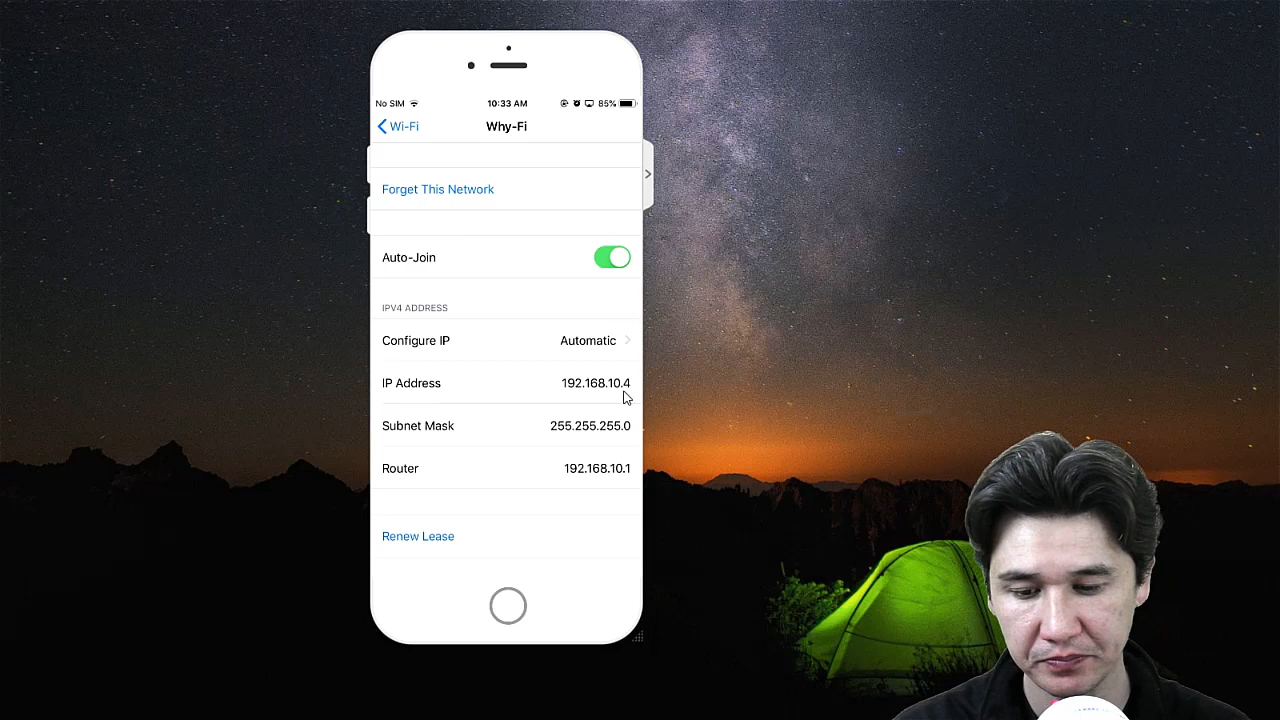 No SIM 10:33 AM 85%
Wi-Fi Why-Fi
Forget This Network
Auto-Join
IPV4 ADDRESS
Configure IP Automatic
IP Address 192.168.10.4
Subnet Mask 255.255.255.0
Router 192.168.10.1
Renew Lease